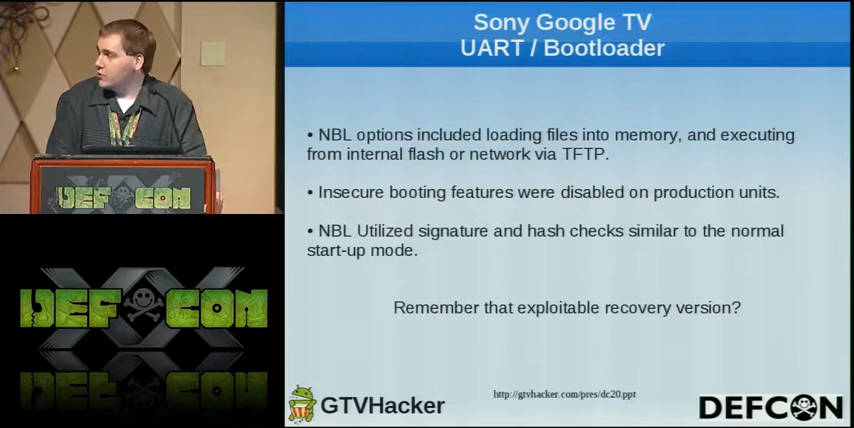 Sony Google TV
UART / Bootloader
• NBL options included loading files into memory, and executing
from internal flash or network via TFTP.
• Insecure booting features were disabled on production units.
• NBL Utilized signature and hash checks similar to the normal
start-up mode.
Remember that exploitable recovery version?
http://gtvhacker.com/pres/dc20.ppt
GTVHacker
DEFCON
DEF CON
XX
DEF CON